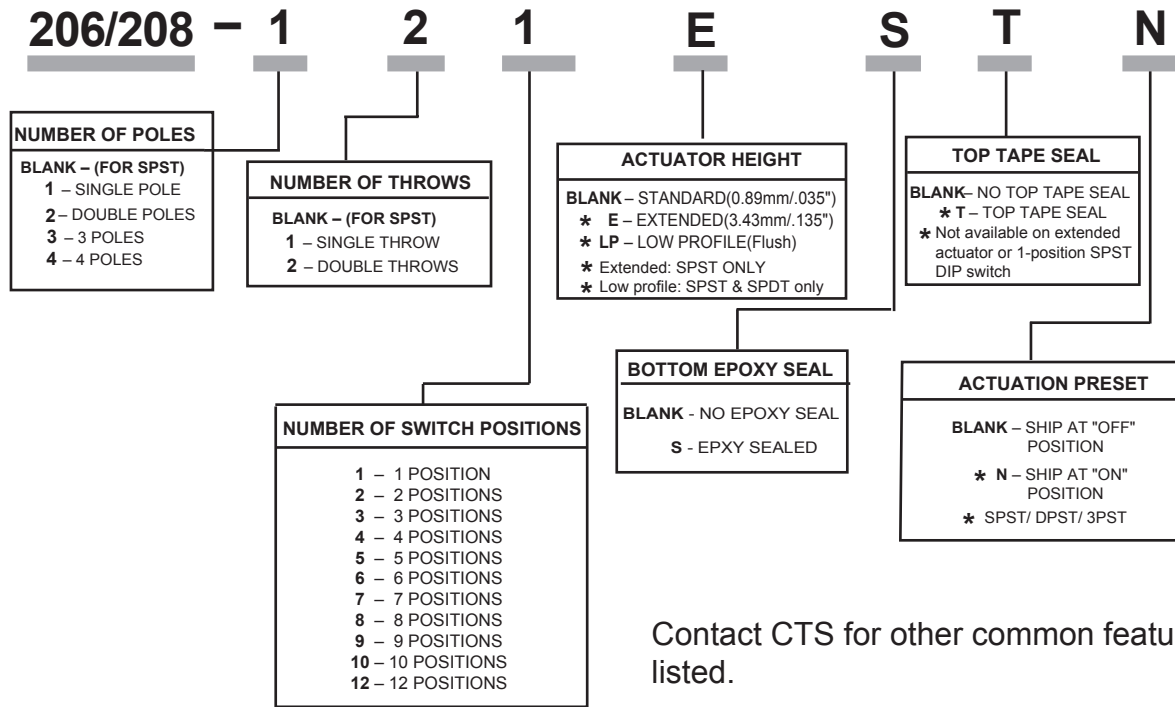 206/208 – 1 2 1 E S T N
NUMBER OF POLES
BLANK – (FOR SPST)
1 – SINGLE POLE
2 – DOUBLE POLES
3 – 3 POLES
4 – 4 POLES
NUMBER OF THROWS
BLANK – (FOR SPST)
1 – SINGLE THROW
2 – DOUBLE THROWS
ACTUATOR HEIGHT
BLANK – STANDARD(0.89mm/.035")
* E – EXTENDED(3.43mm/.135")
* LP – LOW PROFILE(Flush)
* Extended: SPST ONLY
* Low profile: SPST & SPDT only
TOP TAPE SEAL
BLANK– NO TOP TAPE SEAL
* T – TOP TAPE SEAL
* Not available on extended
actuator or 1-position SPST
DIP switch
NUMBER OF SWITCH POSITIONS
1 – 1 POSITION
2 – 2 POSITIONS
3 – 3 POSITIONS
4 – 4 POSITIONS
5 – 5 POSITIONS
6 – 6 POSITIONS
7 – 7 POSITIONS
8 – 8 POSITIONS
9 – 9 POSITIONS
10 – 10 POSITIONS
12 – 12 POSITIONS
BOTTOM EPOXY SEAL
BLANK - NO EPOXY SEAL
S - EPXY SEALED
ACTUATION PRESET
BLANK – SHIP AT "OFF"
POSITION
* N – SHIP AT "ON"
POSITION
* SPST/ DPST/ 3PST
Contact CTS for other common
listed.